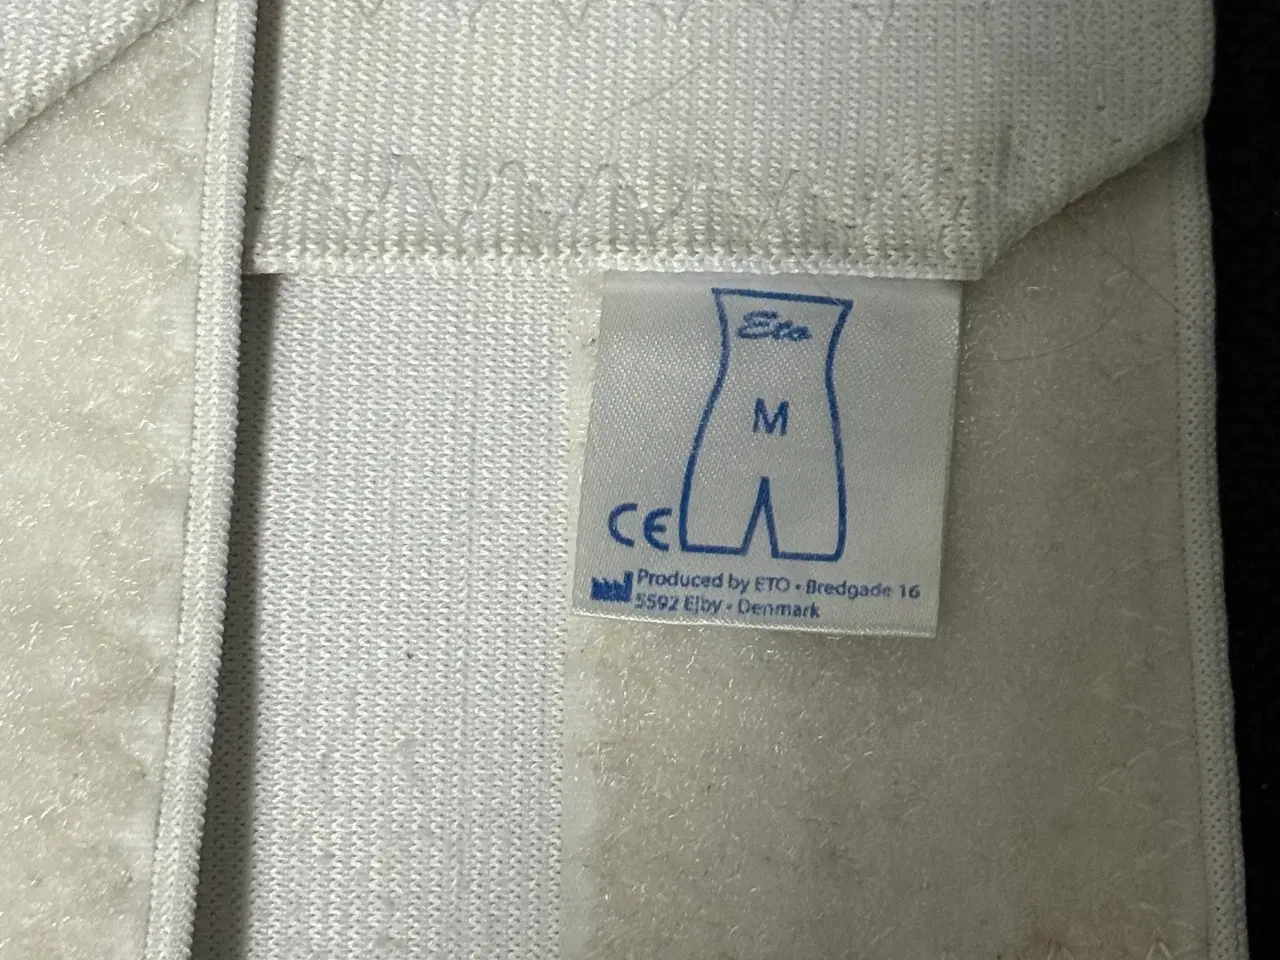 Eto
M
CE
Produced by ETO • Bredgade 16
5592 Ejby • Denmark